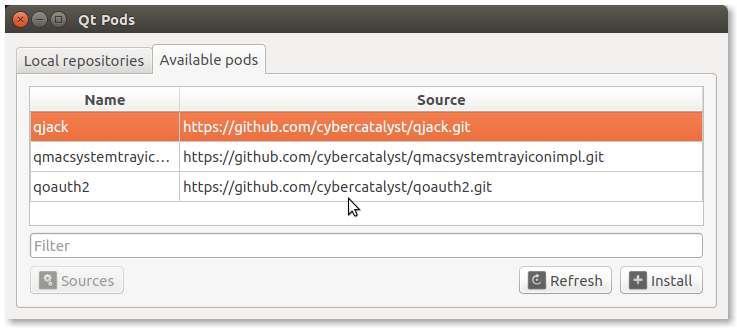 Qt Pods
Local repositories Available pods
Name Source
qjack https://github.com/cybercatalyst/qjack.git
qmacsystemtrayic... https://github.com/cybercatalyst/qmacsystemtrayiconimpl.git
qoauth2 https://github.com/cybercatalyst/qoauth2.git
Filter
Sources Refresh Install